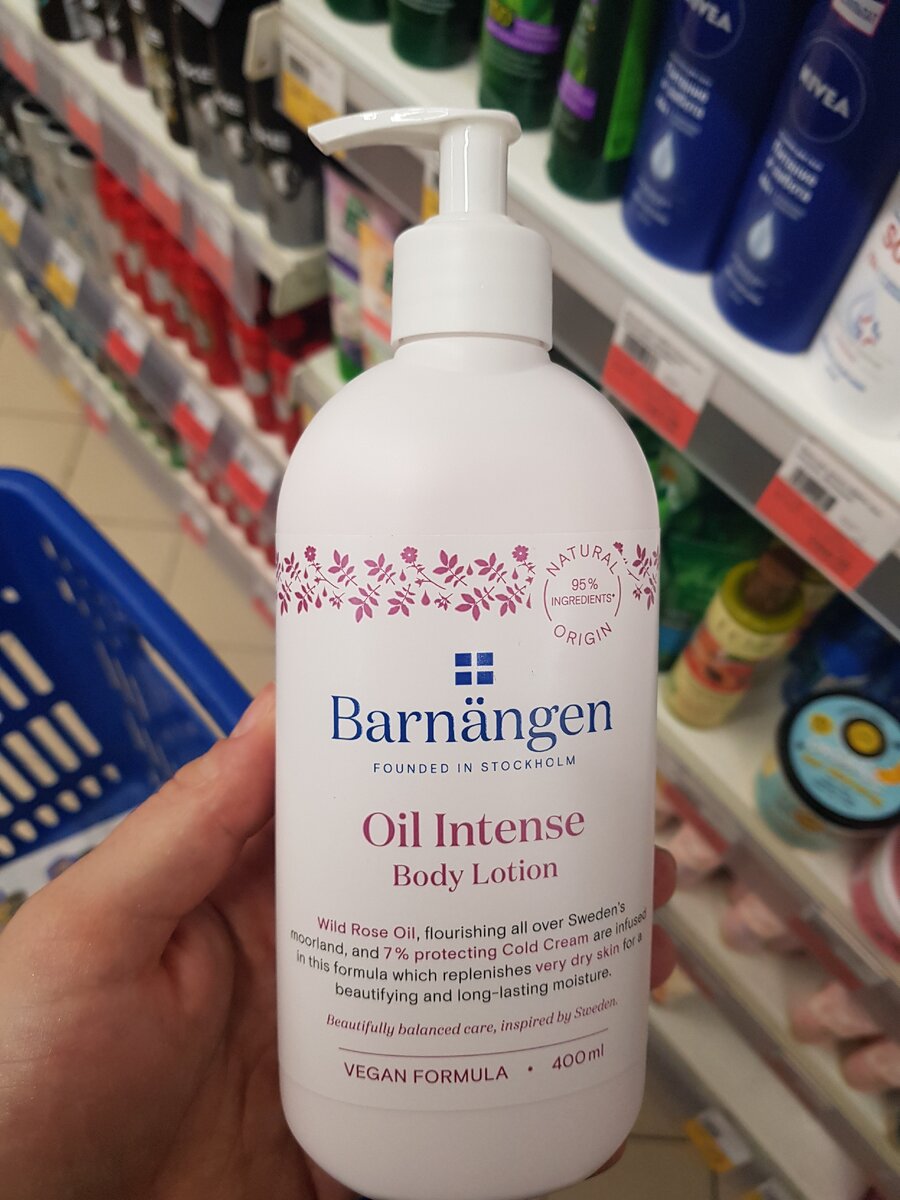 NIVEA
NIVEA
NATURAL
95%
INGREDIENTS*
ORIGIN
Barnängen
FOUNDED IN STOCKHOLM
Oil Intense
Body Lotion
Wild Rose Oil, flourishing all over Sweden's
moorland, and 7% protecting Cold Cream are infused
in this formula which replenishes very dry skin for a
beautifying and long-lasting moisture.
Beautifully balanced care, inspired by Sweden.
VEGAN FORMULA • 400 ml